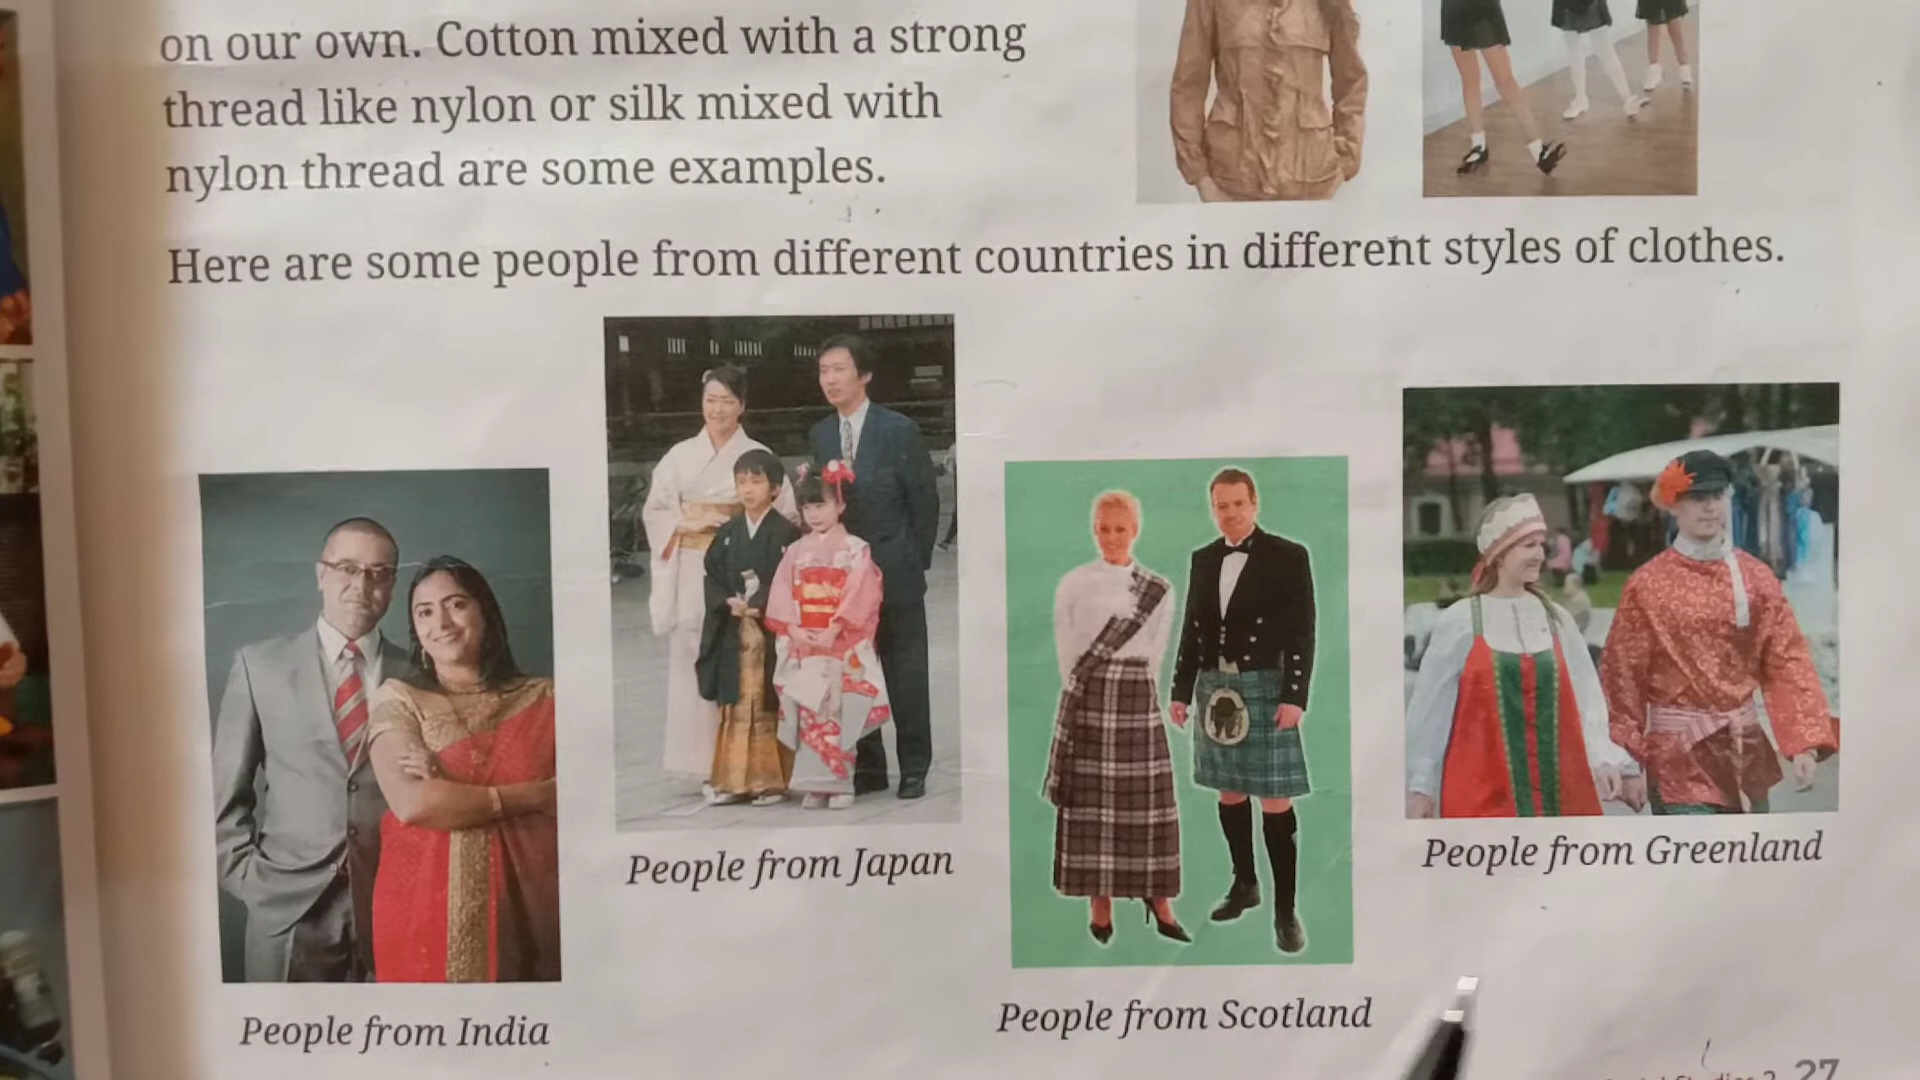 on our own. Cotton mixed with a strong
thread like nylon or silk mixed with
nylon thread are some examples.
Here are some people from different countries in different styles of clothes.
People from Japan
People from Greenland
People from India
People from Scotland
27